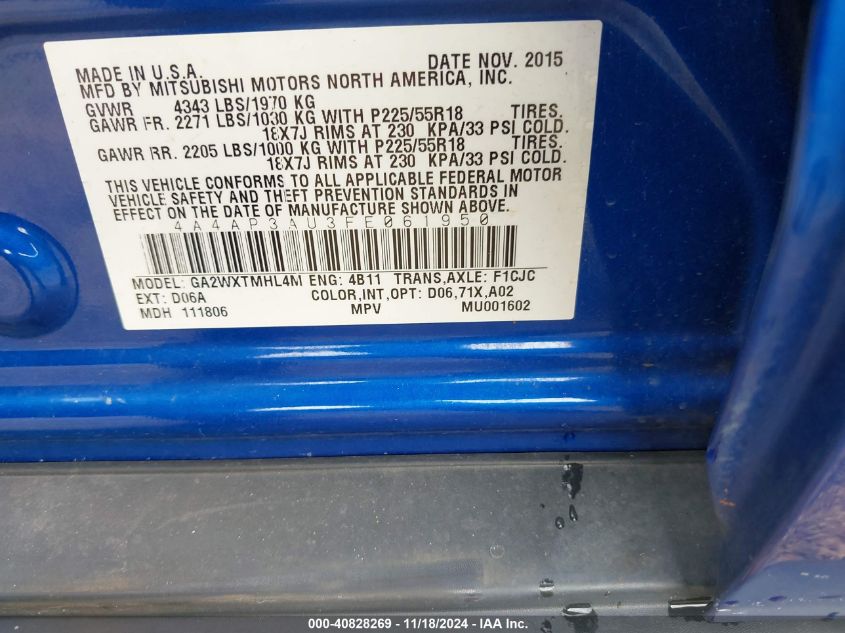 MADE IN U.S.A. DATE NOV. 2015
MFD BY MITSUBISHI MOTORS NORTH AMERICA, INC.
GVWR 4343 LBS/1970 KG
GAWR FR. 2271 LBS/1030 KG WITH P225/55R18 TIRES.
18X7J RIMS AT 230 KPA/33 PSI COLD.
GAWR RR. 2205 LBS/1000 KG WITH P225/55R18 TIRES.
18X7J RIMS AT 230 KPA/33 PSI COLD.
THIS VEHICLE CONFORMS TO ALL APPLICABLE FEDERAL MOTOR
VEHICLE SAFETY AND THEFT PREVENTION STANDARDS IN
EFFECT ON THE DATE OF MANUFACTURE SHOWN ABOVE.
4A4AP3AU3FE061950
MODEL: GA2WXTMHL4M ENG: 4B11 TRANS,AXLE: F1CJC
EXT: D06A COLOR,INT,OPT: D06,71X,A02
MDH 111806 MPV MU001602
000-40828269 - 11/18/2024 - IAA Inc.